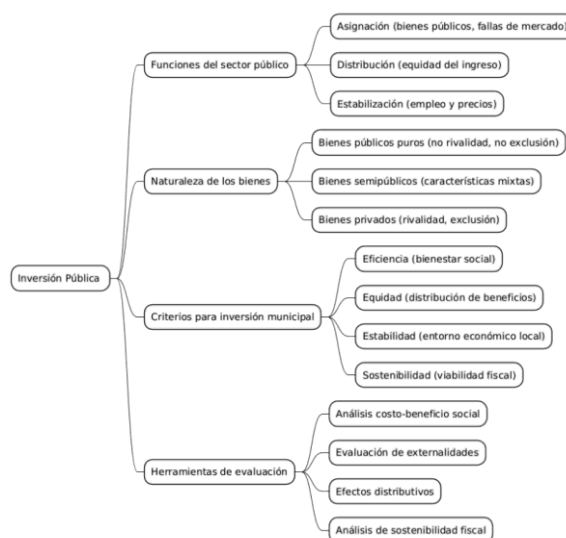 Inversión Pública
Funciones del sector público
Asignación (bienes públicos, fallas de mercado)
Distribución (equidad del ingreso)
Estabilización (empleo y precios)
Naturaleza de los bienes
Bienes públicos puros (no rivalidad, no exclusión)
Bienes semipúblicos (características mixtas)
Bienes privados (rivalidad, exclusión)
Criterios para inversión municipal
Eficiencia (bienestar social)
Equidad (distribución de beneficios)
Estabilidad (entorno económico local)
Sostenibilidad (viabilidad fiscal)
Herramientas de evaluación
Análisis costo-beneficio social
Evaluación de externalidades
Efectos distributivos
Análisis de sostenibilidad fiscal